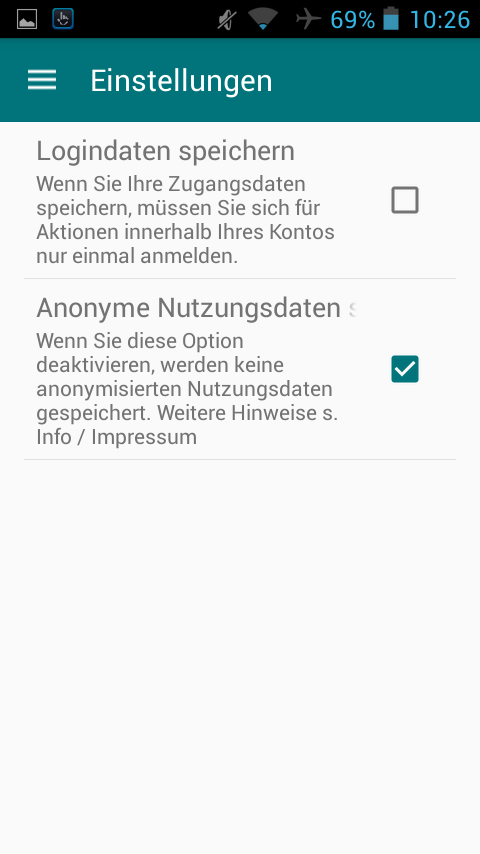 69% 10:26
Einstellungen
Logindaten speichern
Wenn Sie Ihre Zugangsdaten
speichern, müssen Sie sich für
Aktionen innerhalb Ihres Kontos
nur einmal anmelden.
Anonyme Nutzungsdaten
Wenn Sie diese Option
deaktivieren, werden keine
anonymisierten Nutzungsdaten
gespeichert. Weitere Hinweise s.
Info / Impressum